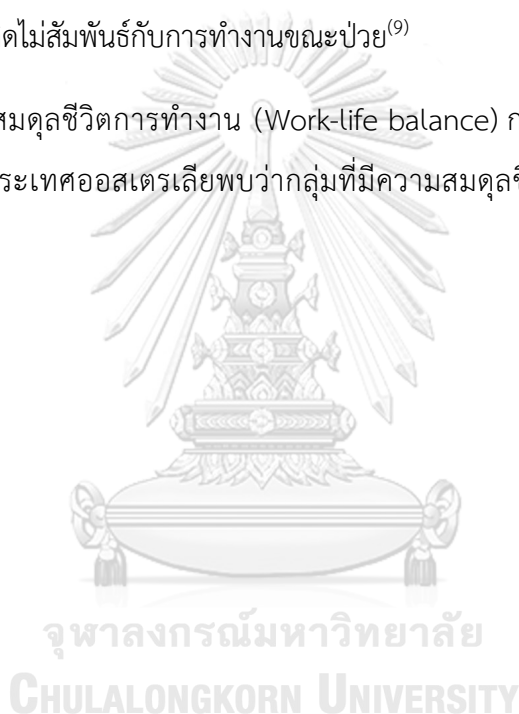 ดไม่สัมพันธ์กับการทำงานขณะป่วย(9)
สมดุลชีวิตการทำงาน (Work-life balance) ก
ระเทศออสเตรเลียพบว่ากลุ่มที่มีความสมดุลชี
จุฬาลงกรณ์มหาวิทยาลัย
CHULALONGKORN UNIVERSITY